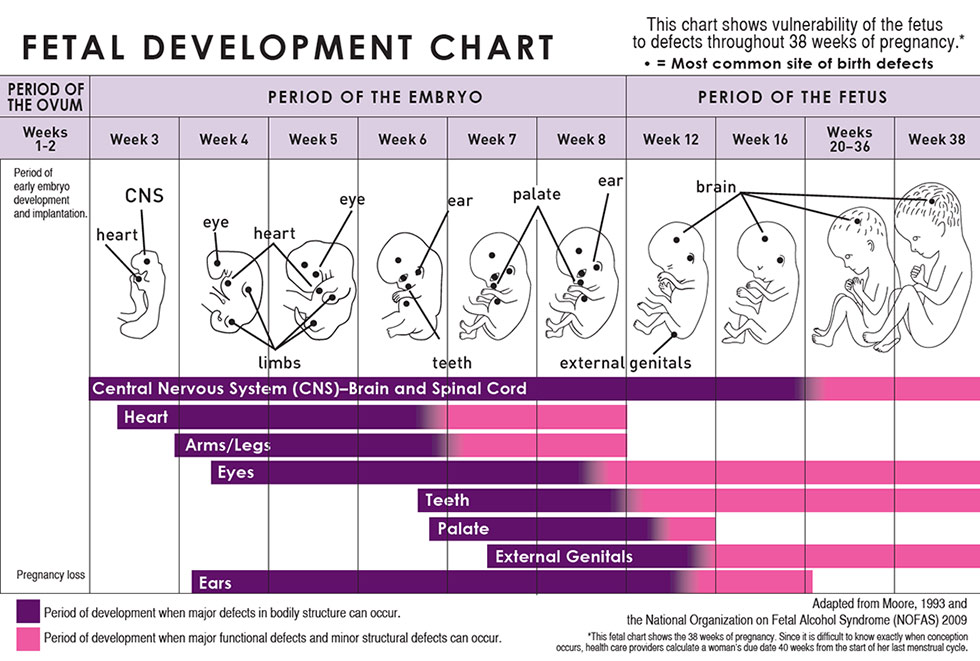 FETAL DEVELOPMENT CHART
This chart shows vulnerability of the fetus
to defects throughout 38 weeks of pregnancy.*
• = Most common site of birth defects
PERIOD OF
THE OVUM
PERIOD OF THE EMBRYO
PERIOD OF THE FETUS
Weeks
1-2
Week 3
Week 4
Week 5
Week 6
Week 7
Week 8
Week 12
Week 16
Weeks
20–36
Week 38
Period of
early embryo
development
and implantation.
CNS
heart
eye
heart
eye
limbs
ear
teeth
palate
ear
external genitals
brain
Central Nervous System (CNS)–Brain and Spinal Cord
Heart
Arms/Legs
Eyes
Teeth
Palate
External Genitals
Pregnancy loss
Ears
Period of development when major defects in bodily structure can occur.
Period of development when major functional defects and minor structural defects can occur.
Adapted from Moore, 1993 and
the National Organization on Fetal Alcohol Syndrome (NOFAS) 2009
*This fetal chart shows the 38 weeks of pregnancy. Since it is difficult to know exactly when conception
occurs, health care providers calculate a woman's due date 40 weeks from the start of her last menstrual cycle.